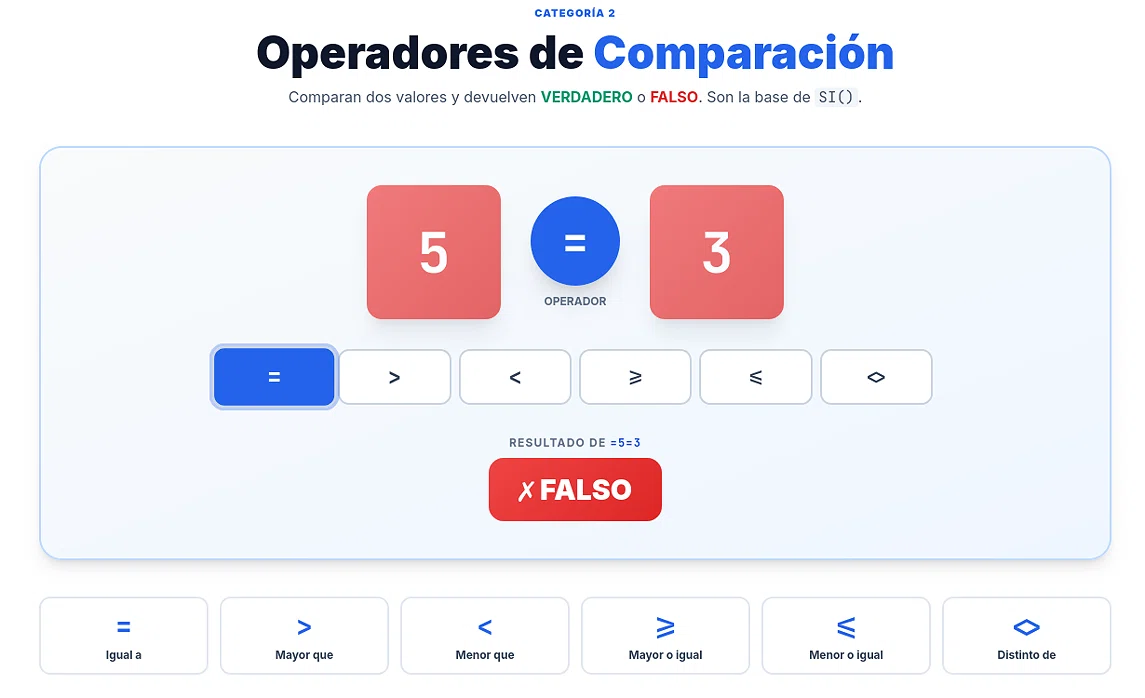 CATEGORÍA 2
Operadores de Comparación
Comparan dos valores y devuelven VERDADERO o FALSO. Son la base de SI().
5 = 3
OPERADOR
= > < ⩾ ⩽ <>
RESULTADO DE =5=3
✗ FALSO
= > < ⩾ ⩽ <>
Igual a Mayor que Menor que Mayor o igual Menor o igual Distinto de